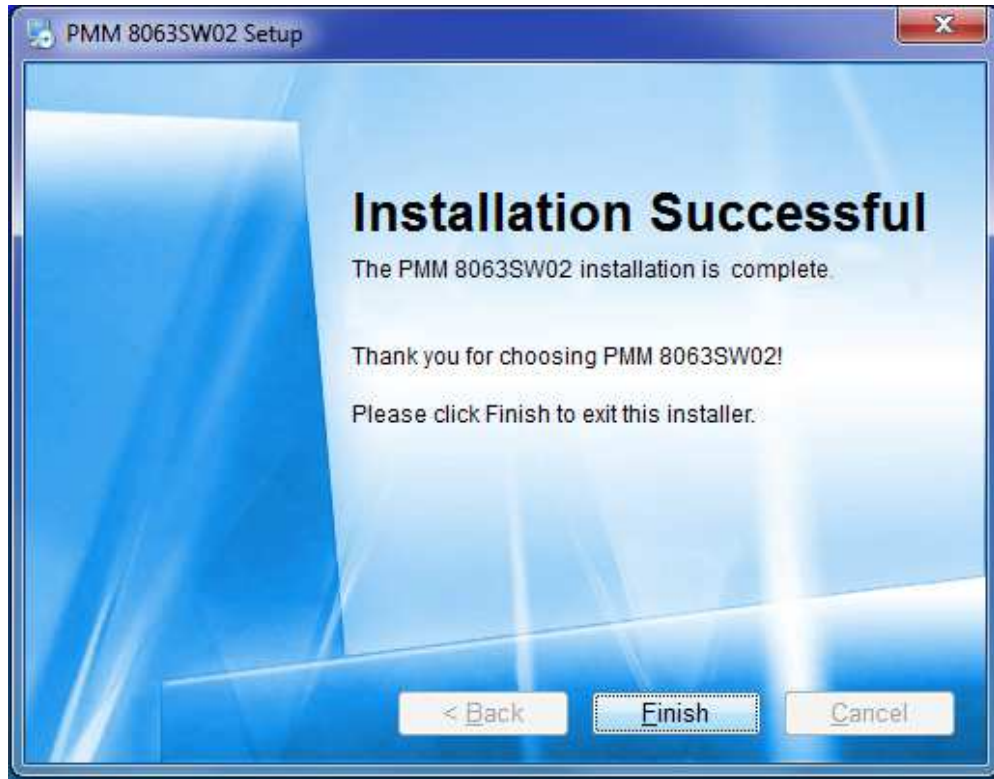 PMM 8063SW02 Setup
Installation Successful
The PMM 8063SW02 installation is complete.
Thank you for choosing PMM 8063SW02!
Please click Finish to exit this installer.
< Back Finish Cancel